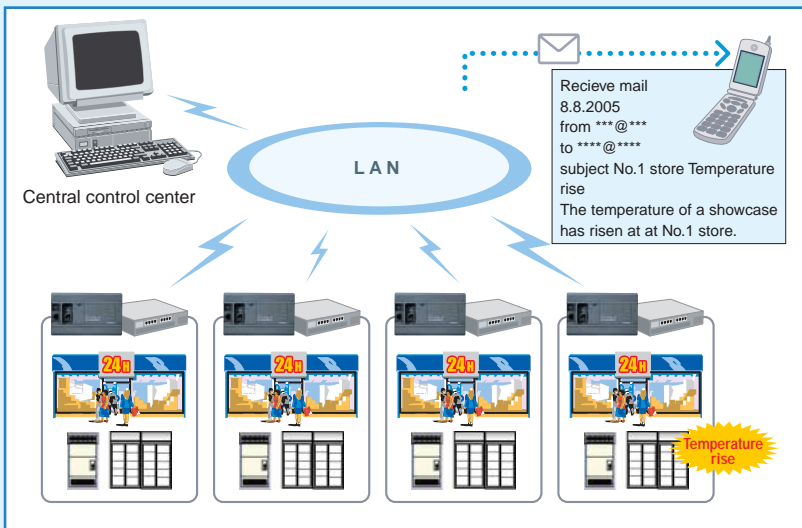 Recieve mail
8.8.2005
from ***@***
to ****@****
subject No.1 store Temperature
rise
The temperature of a showcase
has risen at at No.1 store.
LAN
Central control center
24H
24H
24H
24H
Temperature
rise